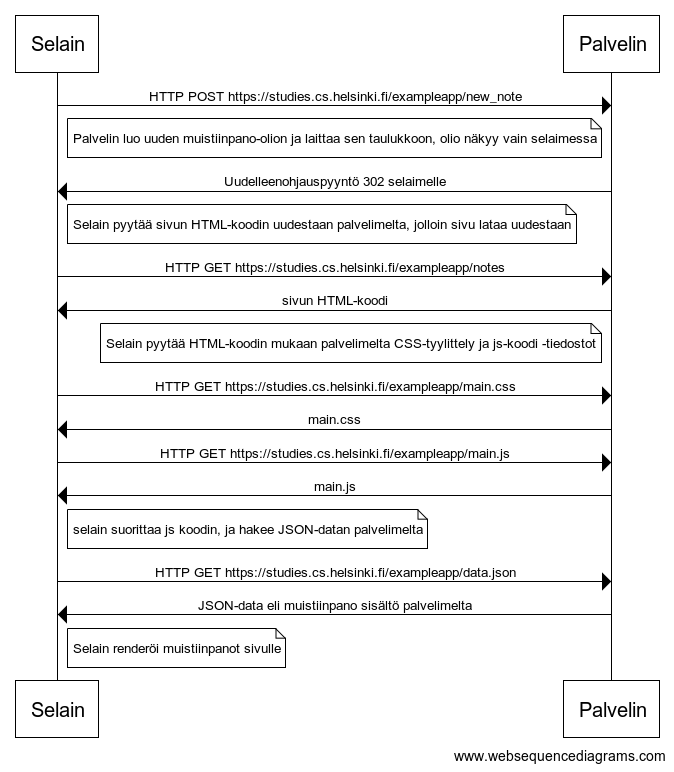 Selain
Palvelin
HTTP POST https://studies.cs.helsinki.fi/exampleapp/new_note
Palvelin luo uuden muistiinpano-olion ja laittaa sen taulukkoon, olio näkyy vain selaimessa
Uudelleenohjauspyyntö 302 selaimelle
Selain pyytää sivun HTML-koodin uudestaan palvelimelta, jolloin sivu lataa uudestaan
HTTP GET https://studies.cs.helsinki.fi/exampleapp/notes
sivun HTML-koodi
Selain pyytää HTML-koodin mukaan palvelimelta CSS-tyylittely ja js-koodi -tiedostot
HTTP GET https://studies.cs.helsinki.fi/exampleapp/main.css
main.css
HTTP GET https://studies.cs.helsinki.fi/exampleapp/main.js
main.js
selain suorittaa js koodin, ja hakee JSON-datan palvelimelta
HTTP GET https://studies.cs.helsinki.fi/exampleapp/data.json
JSON-data eli muistiinpano sisältö palvelimelta
Selain renderöi muistiinpanot sivulle
Selain
Palvelin
www.websequencediagrams.com